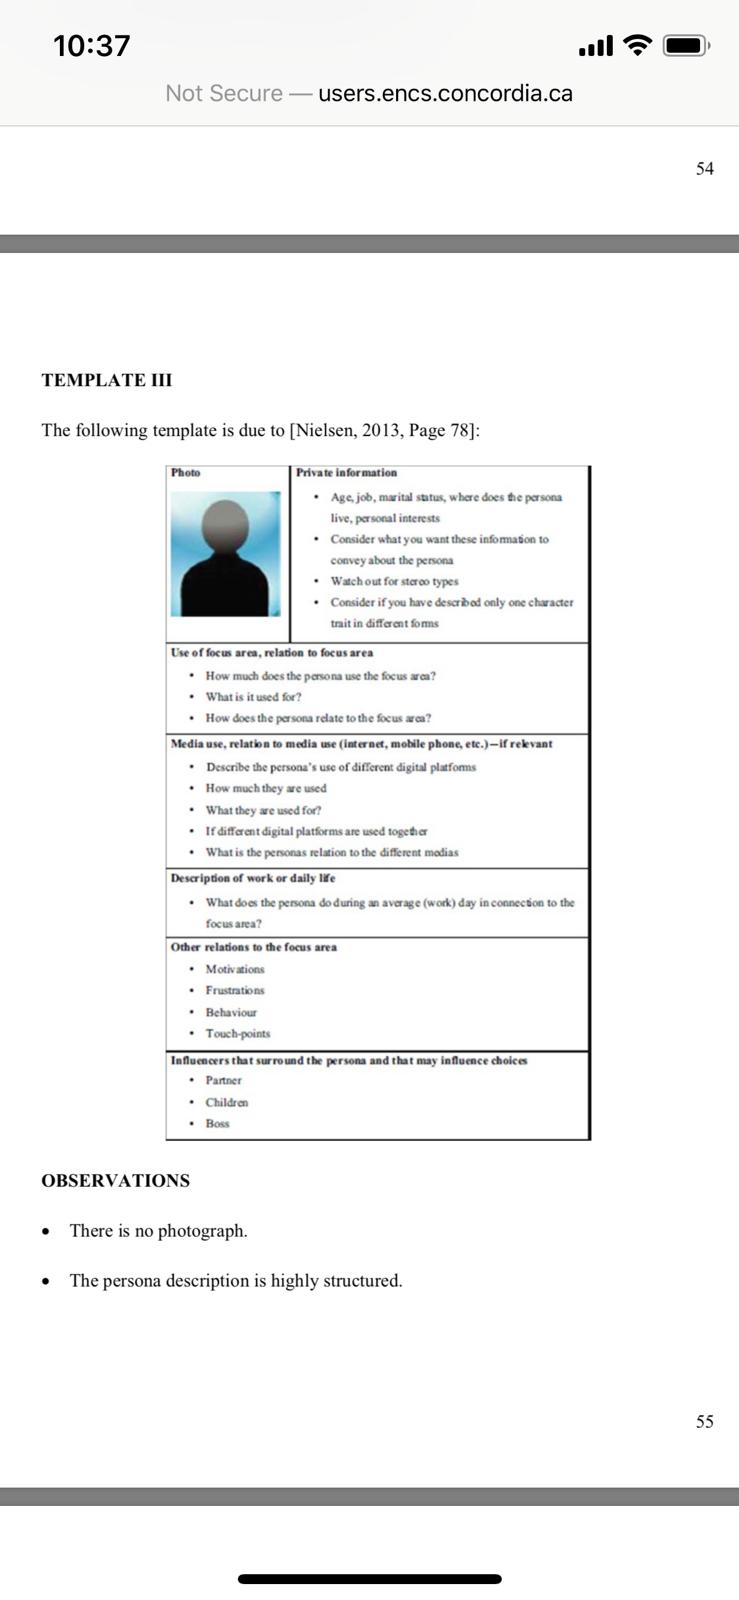 10:37
Not Secure — users.encs.concordia.ca
54
TEMPLATE III
The following template is due to [Nielsen, 2013, Page 78]:
Photo
Private information
• Age, job, marital status, where does the persona
live, personal interests
• Consider what you want these information to
convey about the persona
• Watch out for stereo types
• Consider if you have described only one character
trait in different forms
Use of focus area, relation to focus area
• How much does the persona use the focus area?
• What is it used for?
• How does the persona relate to the focus area?
Media use, relation to media use (internet, mobile phone, etc.)—if relevant
• Describe the persona's use of different digital platforms
• How much they are used
• What they are used for?
• If different digital platforms are used together
• What is the personas relation to the different medias
Description of work or daily life
• What does the persona do during an average (work) day in connection to the
focus area?
Other relations to the focus area
• Motivations
• Frustrations
• Behaviour
• Touch-points
Influencers that surround the persona and that may influence choices
• Partner
• Children
• Boss
OBSERVATIONS
• There is no photograph.
• The persona description is highly structured.
55